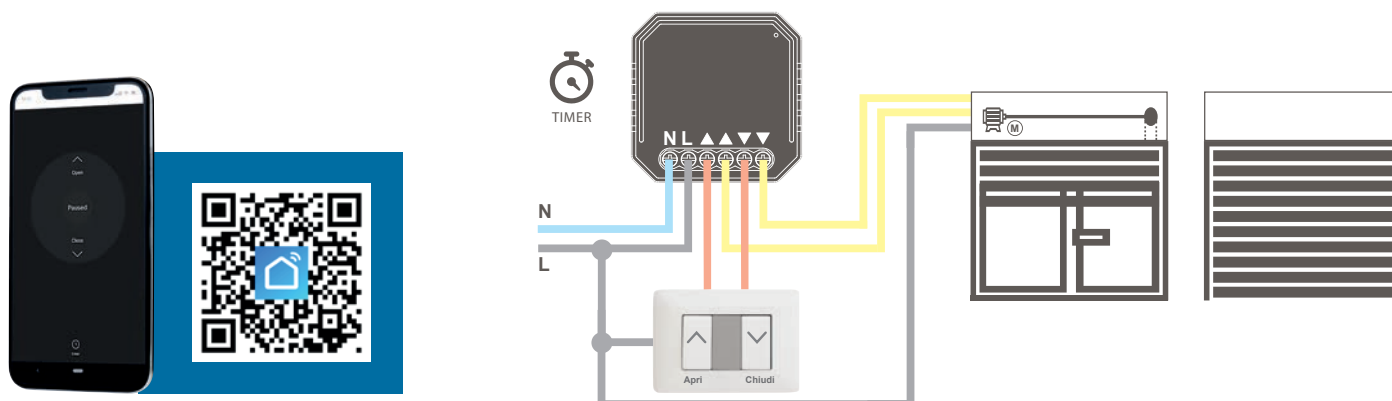 Open
Paused
Close
TIMER
N L ▲ ▲ ▼ ▼
N
L
M
Apri
Chiudi